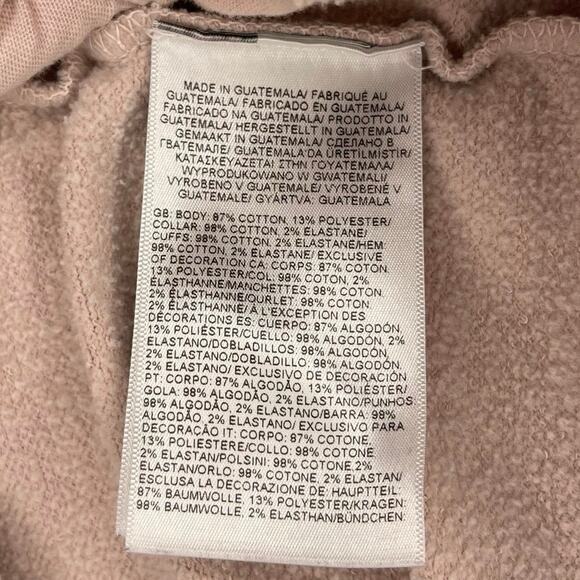 MADE IN GUATEMALA/ FABRIQUÉ AU
GUATEMALA/ FABRICADO EN GUATEMALA/
FABRICADO NA GUATEMALA/ PRODOTTO IN
GUATEMALA/ HERGESTELLT IN GUATEMALA/
GEMAAKT IN GUATEMALA/ СДЕЛАНО В
ГВАТЕМАЛЕ/ GUATEMALA'DA ÜRETİLMİŞTİR/
ΚΑΤΑΣΚΕΥΑΖΕΤΑΙ ΣΤΗΝ ΓΟΥΑΤΕΜΑΛΑ/
WYPRODUKOWANO W GWATEMALI/
VYROBENO V GUATEMALE/ VYROBENÉ V
GUATEMALE/ GYÁRTVA: GUATEMALA
GB: BODY: 87% COTTON, 13% POLYESTER/
COLLAR: 98% COTTON, 2% ELASTANE/
CUFFS: 98% COTTON, 2% ELASTANE/HEM:
98% COTTON, 2% ELASTANE/ EXCLUSIVE
OF DECORATION CA: CORPS: 87% COTON,
13% POLYESTER/COL: 98% COTON, 2%
ÉLASTHANNE/MANCHETTES: 98% COTON,
2% ÉLASTHANNE/OURLET: 98% COTON,
2% ÉLASTHANNE/ À L'EXCEPTION DES
DÉCORATIONS ES: CUERPO: 87% ALGODÓN,
13% POLIÉSTER/CUELLO: 98% ALGODÓN, 2%
ELASTANO/DOBLADILLOS: 98% ALGODÓN,
2% ELASTANO/DOBLADILLO: 98% ALGODÓN,
2% ELASTANO/ EXCLUSIVO DE DECORACIÓN
PT: CORPO: 87% ALGODÃO, 13% POLIÉSTER/
GOLA: 98% ALGODÃO, 2% ELASTANO/PUNHOS:
98% ALGODÃO, 2% ELASTANO/BARRA: 98%
ALGODÃO, 2% ELASTANO/ EXCLUSIVO PARA
DECORAÇÃO IT: CORPO: 87% COTONE,
13% POLIESTERE/COLLO: 98% COTONE,
2% ELASTAN/POLSINI: 98% COTONE,2%
ELASTAN/ORLO: 98% COTONE, 2% ELASTAN/
ESCLUSA LA DECORAZIONE DE: HAUPTTEIL:
87% BAUMWOLLE, 13% POLYESTER/KRAGEN:
98% BAUMWOLLE, 2% ELASTHAN/BÜNDCHEN: